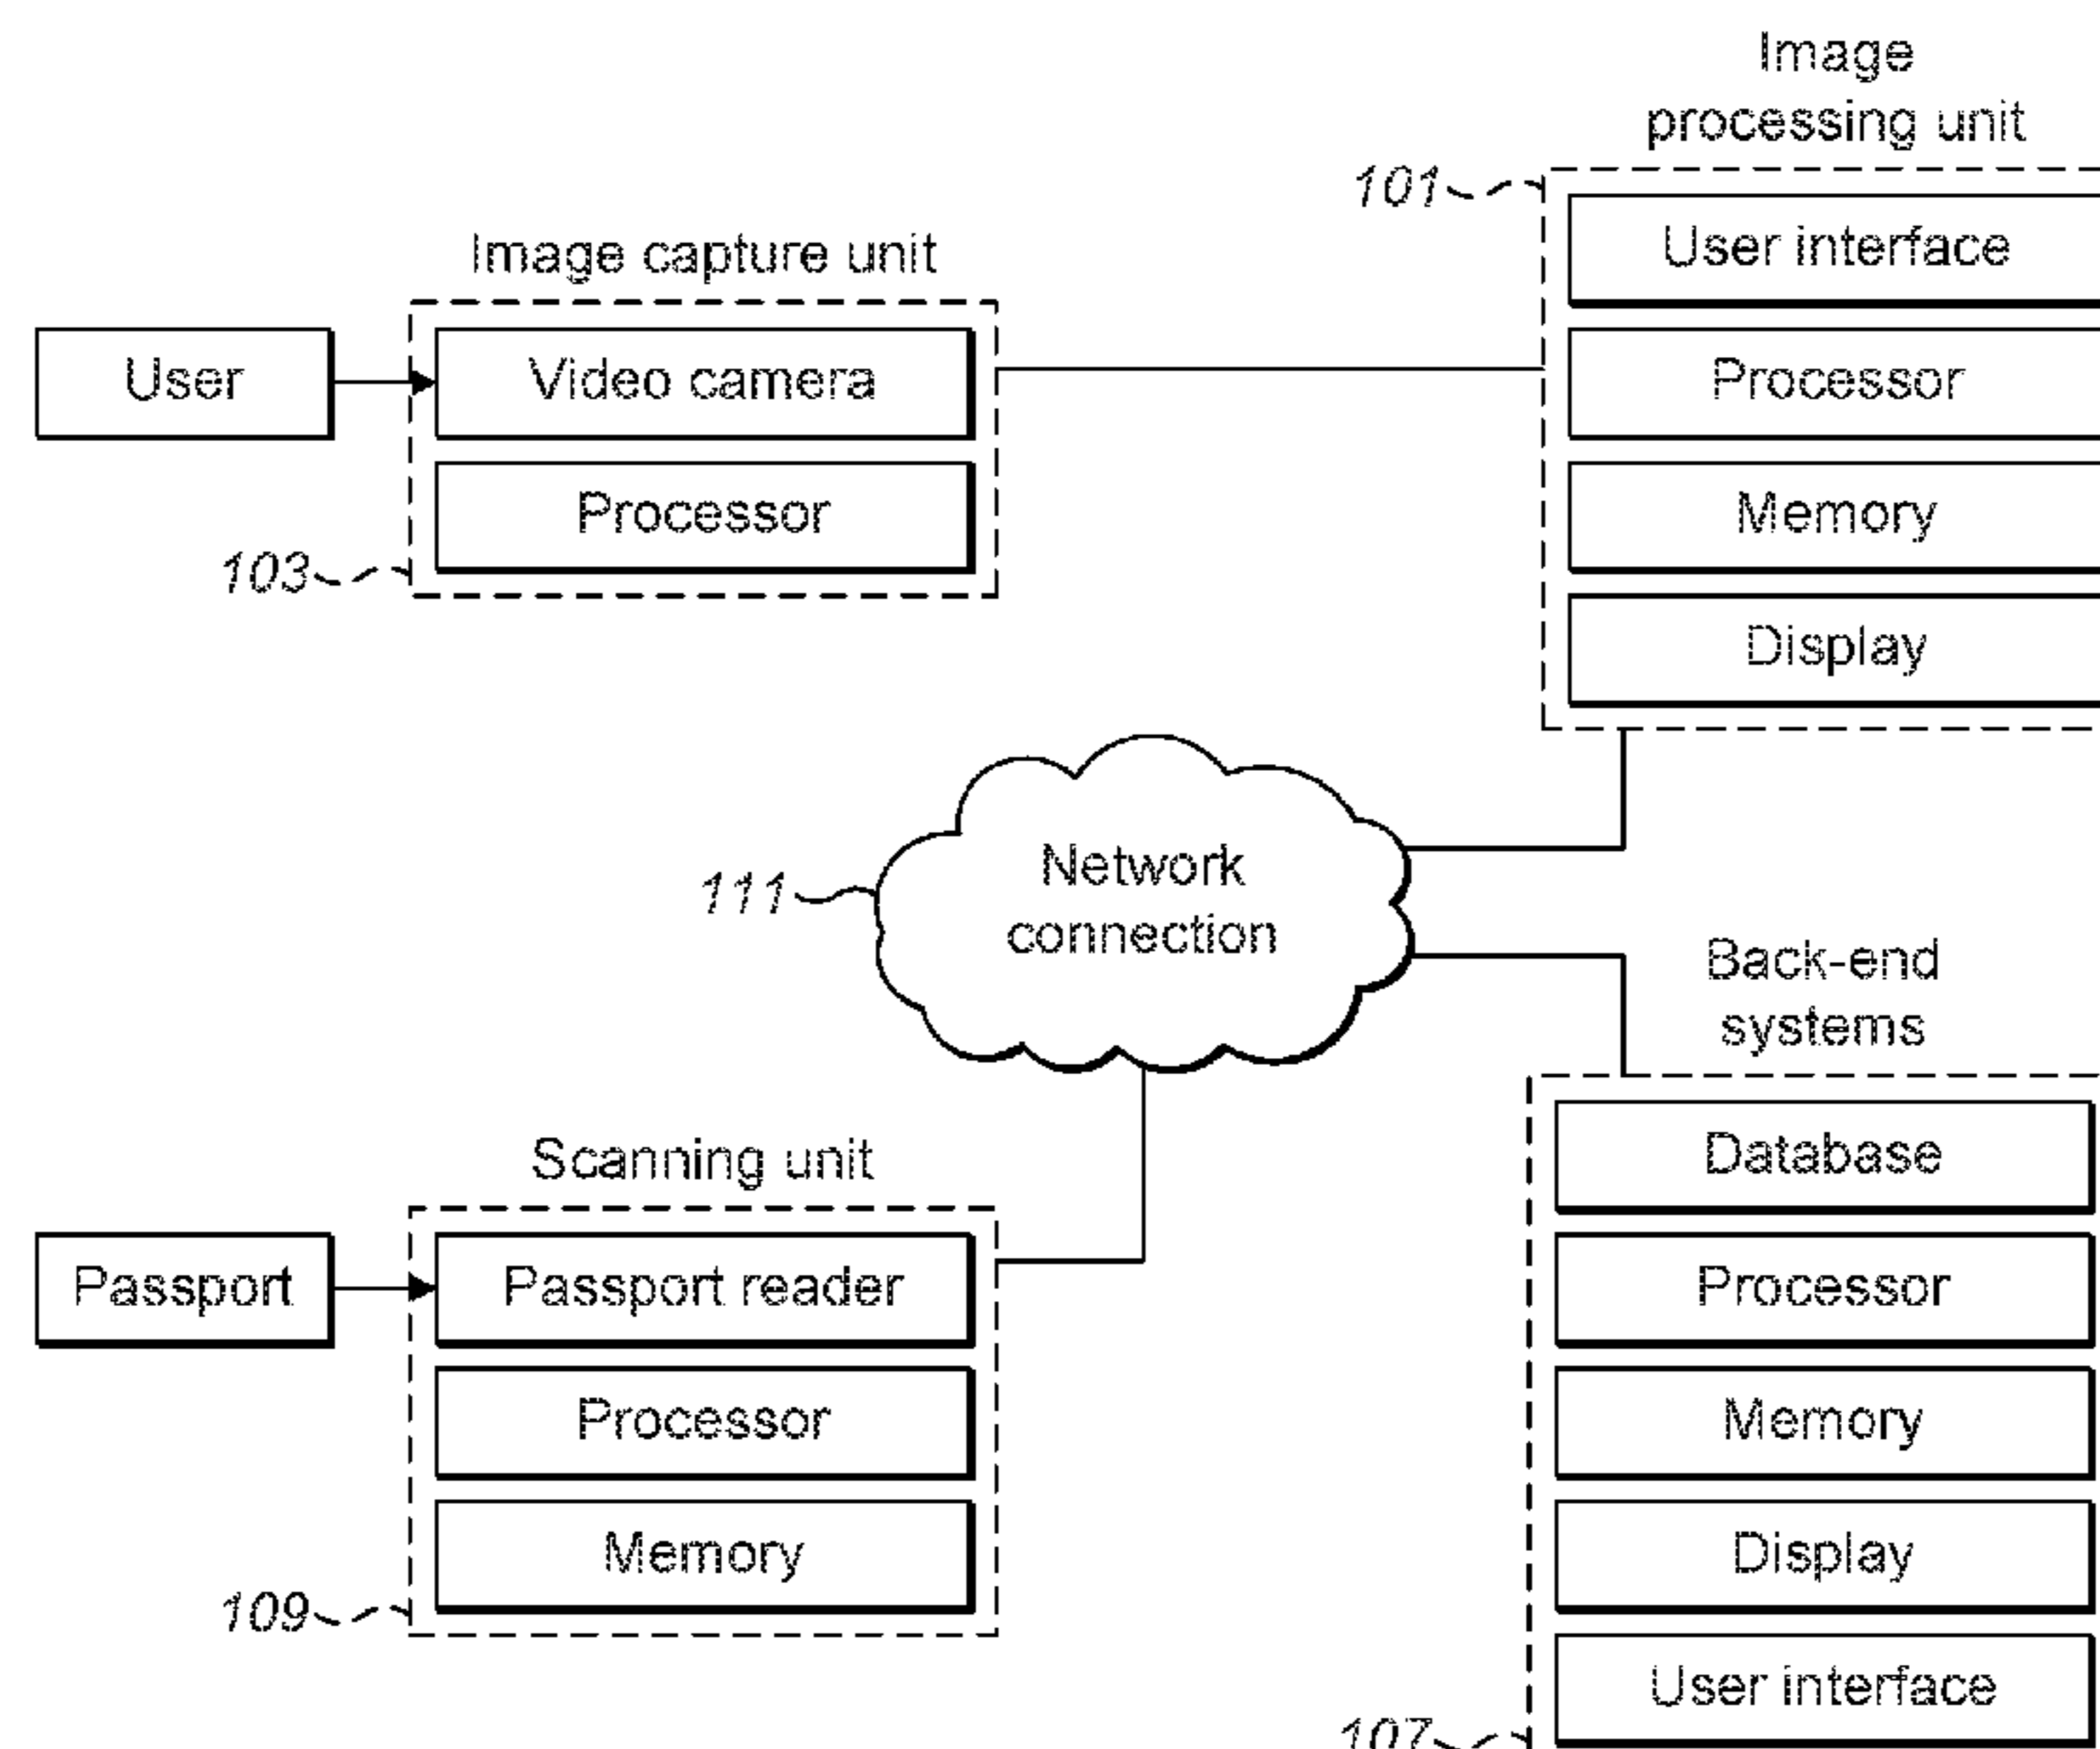 Image
processing unit
101
User interface
Processor
Memory
Display
Image capture unit
User
Video camera
Processor
103
111
Network
connection
Back-end
systems
Database
Processor
Memory
Display
User interface
107
Scanning unit
Passport
Passport reader
Processor
Memory
109